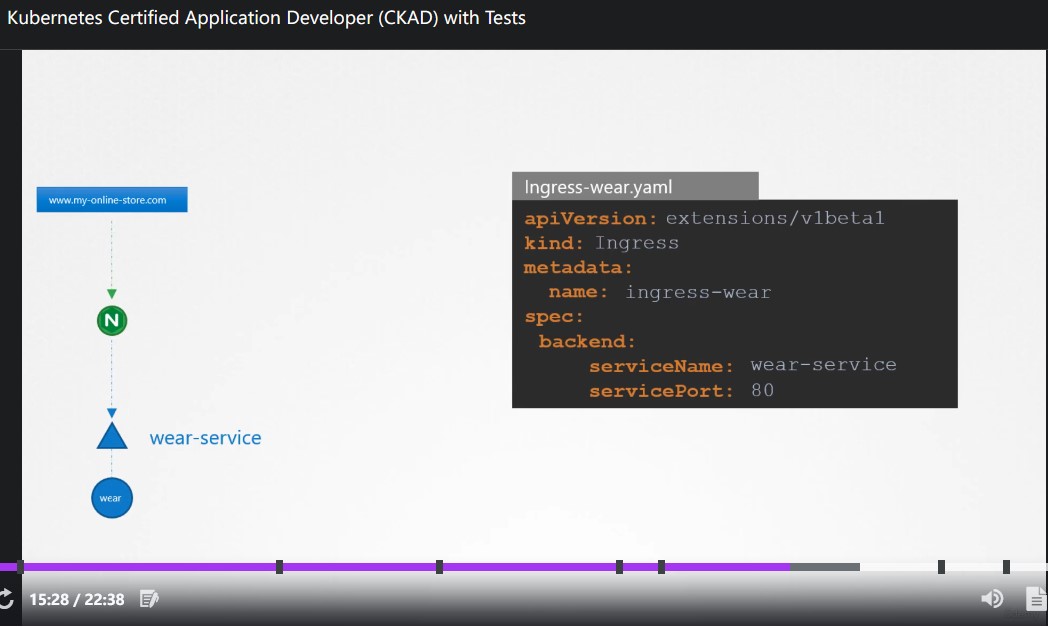 Kubernetes Certified Application Developer (CKAD) with Tests
www.my-online-store.com
N
wear-service
wear
Ingress-wear.yaml
apiVersion: extensions/v1beta1
kind: Ingress
metadata:
name: ingress-wear
spec:
backend:
serviceName: wear-service
servicePort: 80
15:28 / 22:38